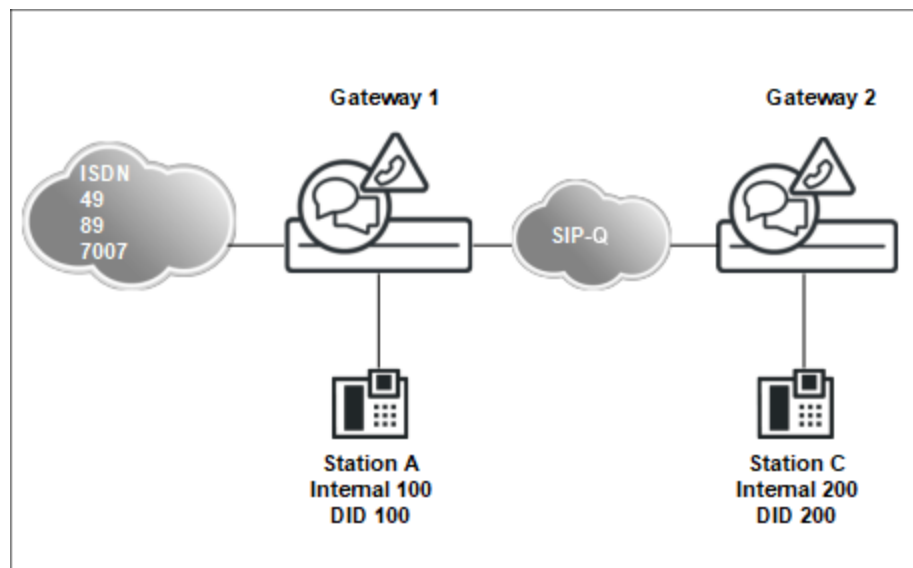 Gateway 1
Gateway 2
ISDN
49
89
7007
SIP-Q
Station A
Internal 100
DID 100
Station C
Internal 200
DID 200